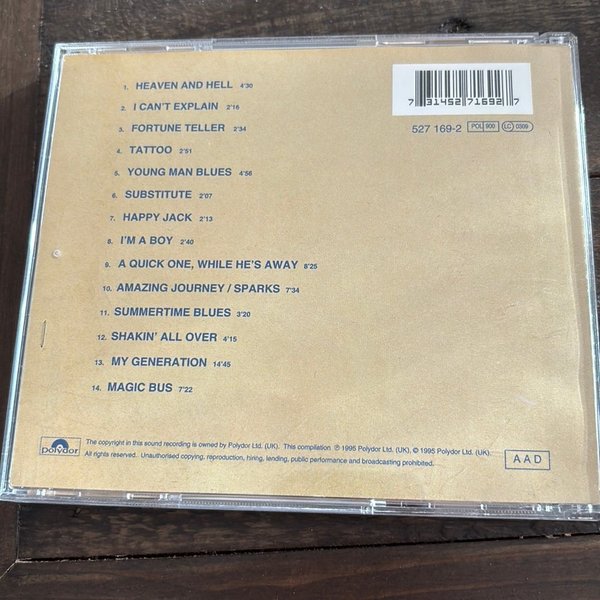 1. HEAVEN AND HELL 4'30
2. I CAN'T EXPLAIN 2'16
3. FORTUNE TELLER 2'34
4. TATTOO 2'51
5. YOUNG MAN BLUES 4'56
6. SUBSTITUTE 2'07
7. HAPPY JACK 2'13
8. I'M A BOY 2'40
9. A QUICK ONE, WHILE HE'S AWAY 8'25
10. AMAZING JOURNEY / SPARKS 7'34
11. SUMMERTIME BLUES 3'20
12. SHAKIN' ALL OVER 4'15
13. MY GENERATION 14'45
14. MAGIC BUS 7'22
7 31452 71692 7
527 169-2 POL 900 LC 0309
polydor
The copyright in this sound recording is owned by Polydor Ltd. (UK). This compilation ℗ 1995 Polydor Ltd. (UK), © 1995 Polydor Ltd. (UK).
All rights reserved. Unauthorised copying, reproduction, hiring, lending, public performance and broadcasting prohibited.
AAD